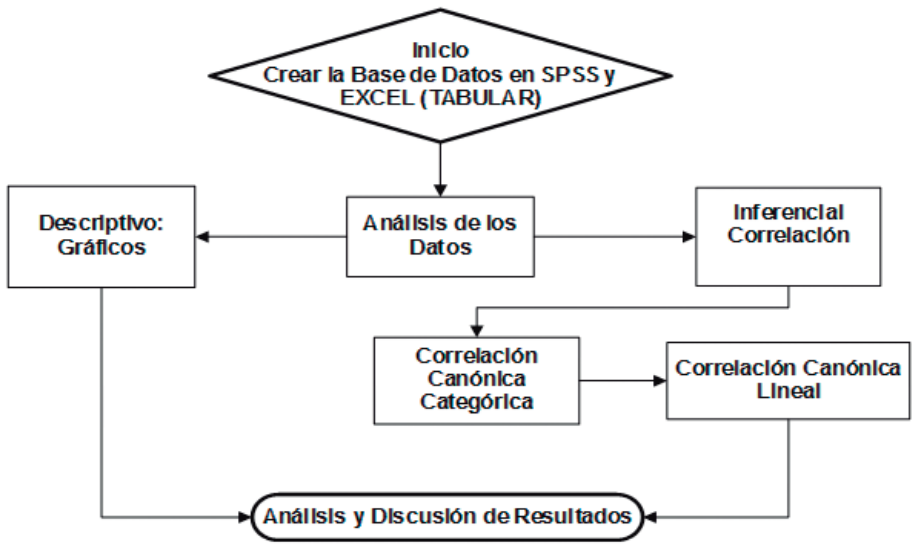 Inicio
Crear la Base de Datos en SPSS y
EXCEL (TABULAR)
Descriptivo:
Gráficos
Análisis de los
Datos
Inferencial
Correlación
Correlación
Canónica
Categórica
Correlación Canónica
Lineal
Análisis y Discusión de Resultados